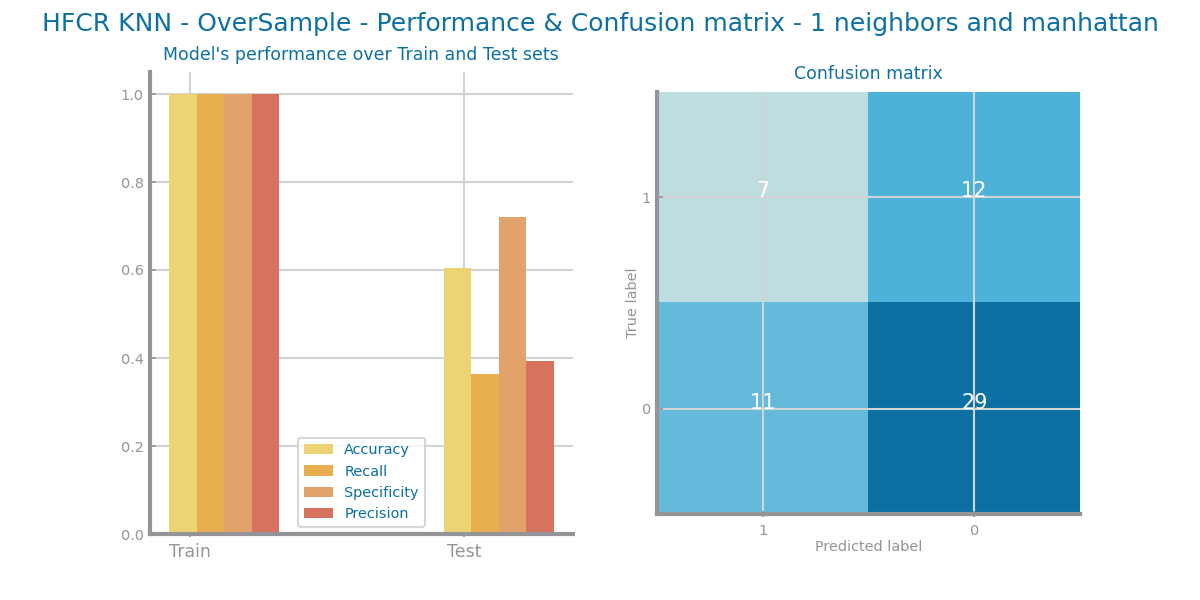 HFCR KNN - OverSample - Performance & Confusion matrix - 1 neighbors and manhattan
Model's performance over Train and Test sets
1.0
0.8
0.6
0.4
0.2
0.0
Train
Test
Accuracy
Recall
Specificity
Precision
Confusion matrix
True label
1
0
7
12
11
29
1
0
Predicted label